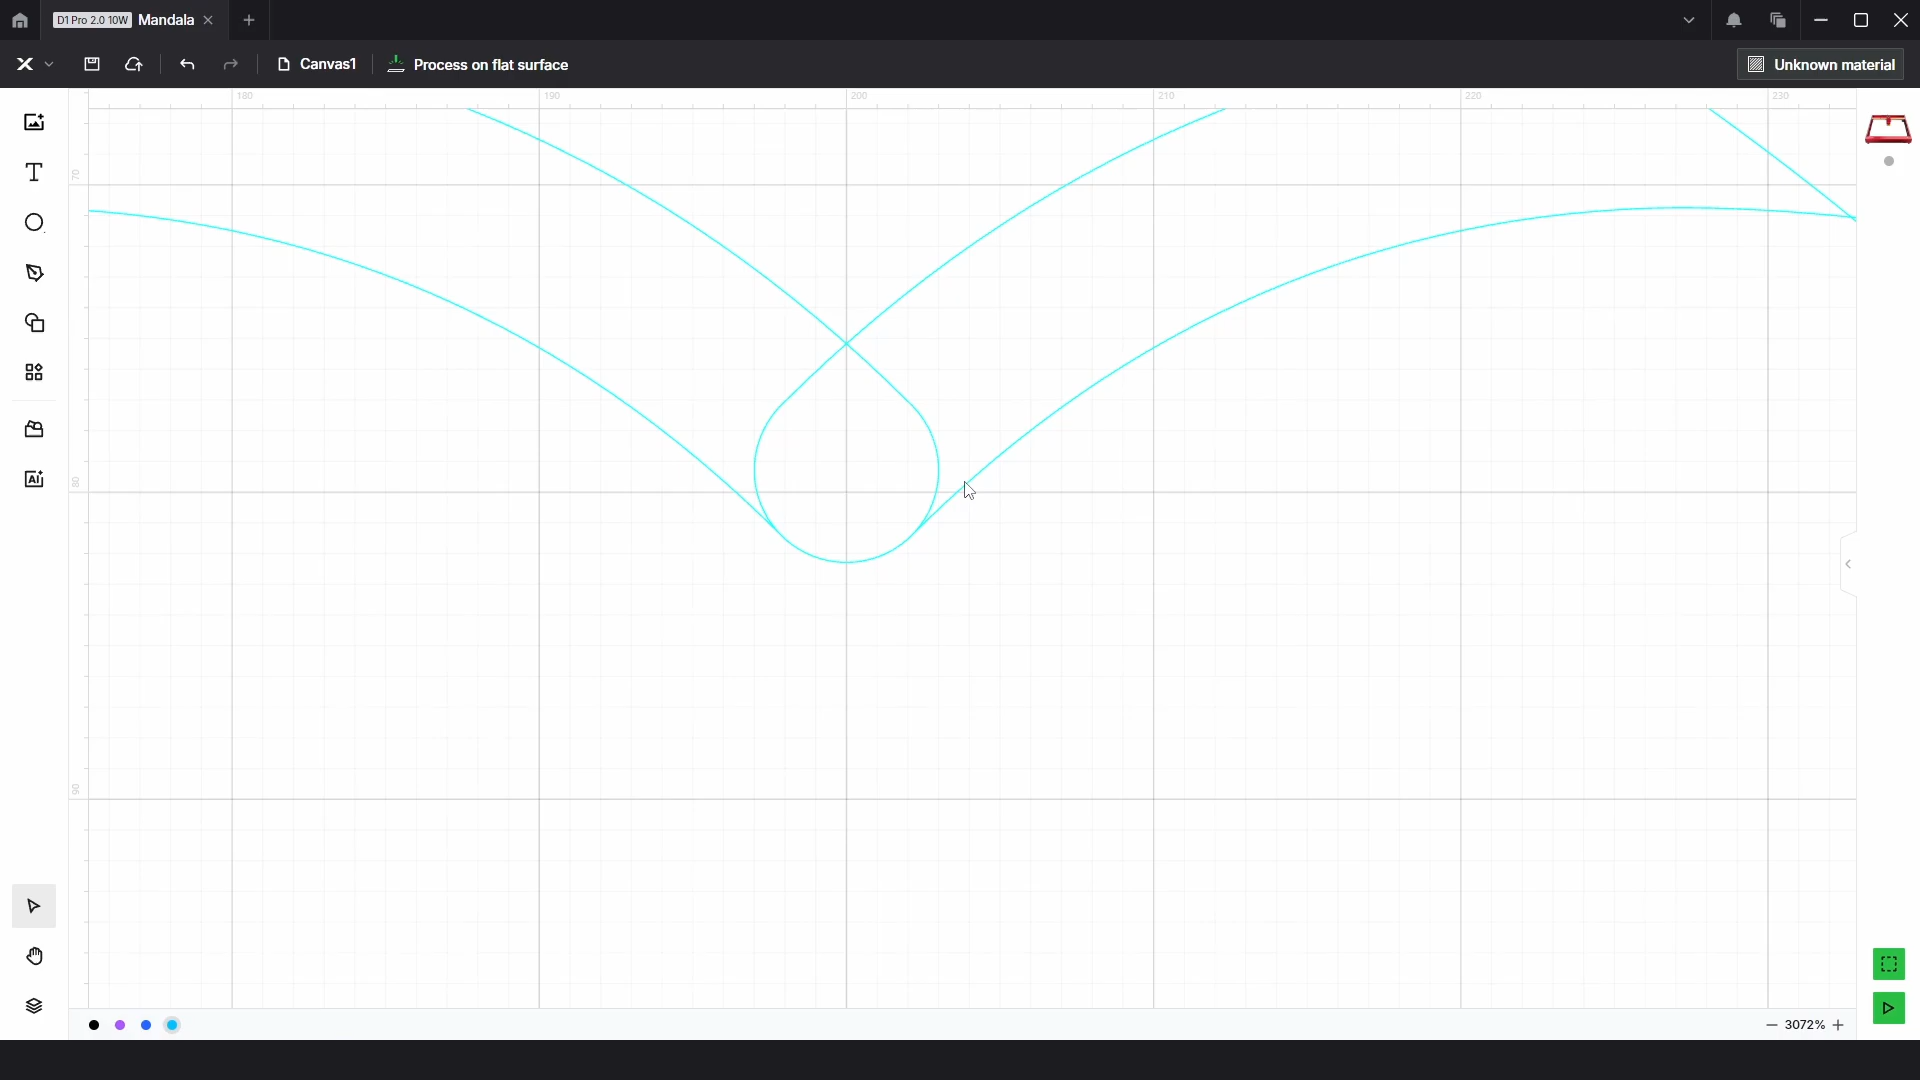 D1 Pro 2.0 10W Mandala
Canvas1
Process on flat surface
Unknown material
180
190
200
210
220
230
70
80
90
AI
3072%